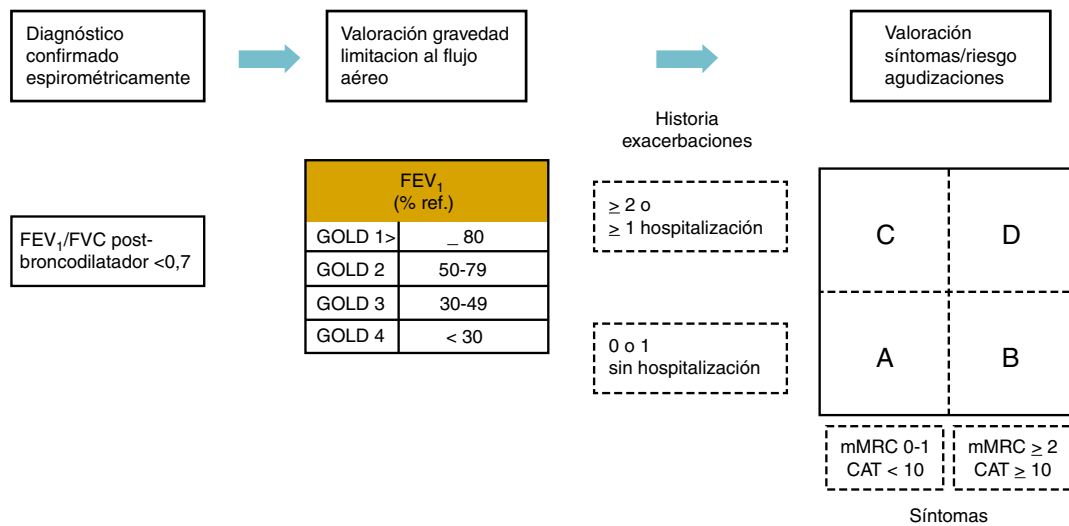 Diagnóstico
confirmado
espirométricamente
Valoración gravedad
limitacion al flujo
aéreo
Valoración
síntomas/riesgo
agudizaciones
Historia
exacerbaciones
FEV₁/FVC post-
broncodilatador <0,7
FEV₁
(% ref.)
GOLD 1> _ 80
GOLD 2 50-79
GOLD 3 30-49
GOLD 4 < 30
≥ 2 o
≥ 1 hospitalización
0 o 1
sin hospitalización
C D
A B
mMRC 0-1
CAT < 10
mMRC ≥ 2
CAT ≥ 10
Síntomas